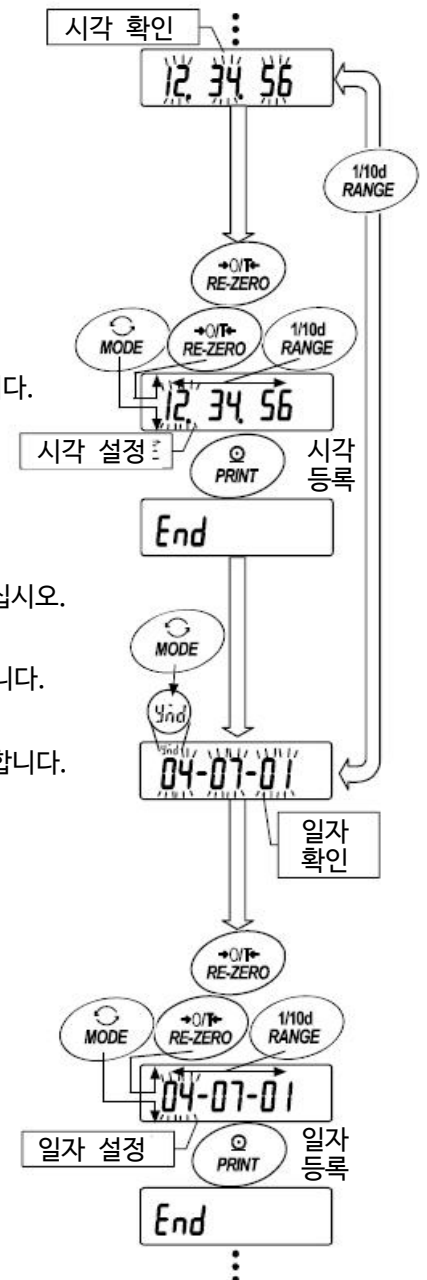 시각 확인
12. 34. 56
1/10d
RANGE
→0/T←
RE-ZERO
MODE
→0/T←
RE-ZERO
1/10d
RANGE
니다.
12. 34. 56
시각 설정
PRINT
시각
등록
End
십시오.
MODE
니다.
ymd
합니다.
ymd
04-07-01
일자
확인
→0/T←
RE-ZERO
MODE
→0/T←
RE-ZERO
1/10d
RANGE
04-07-01
일자 설정
PRINT
일자
등록
End